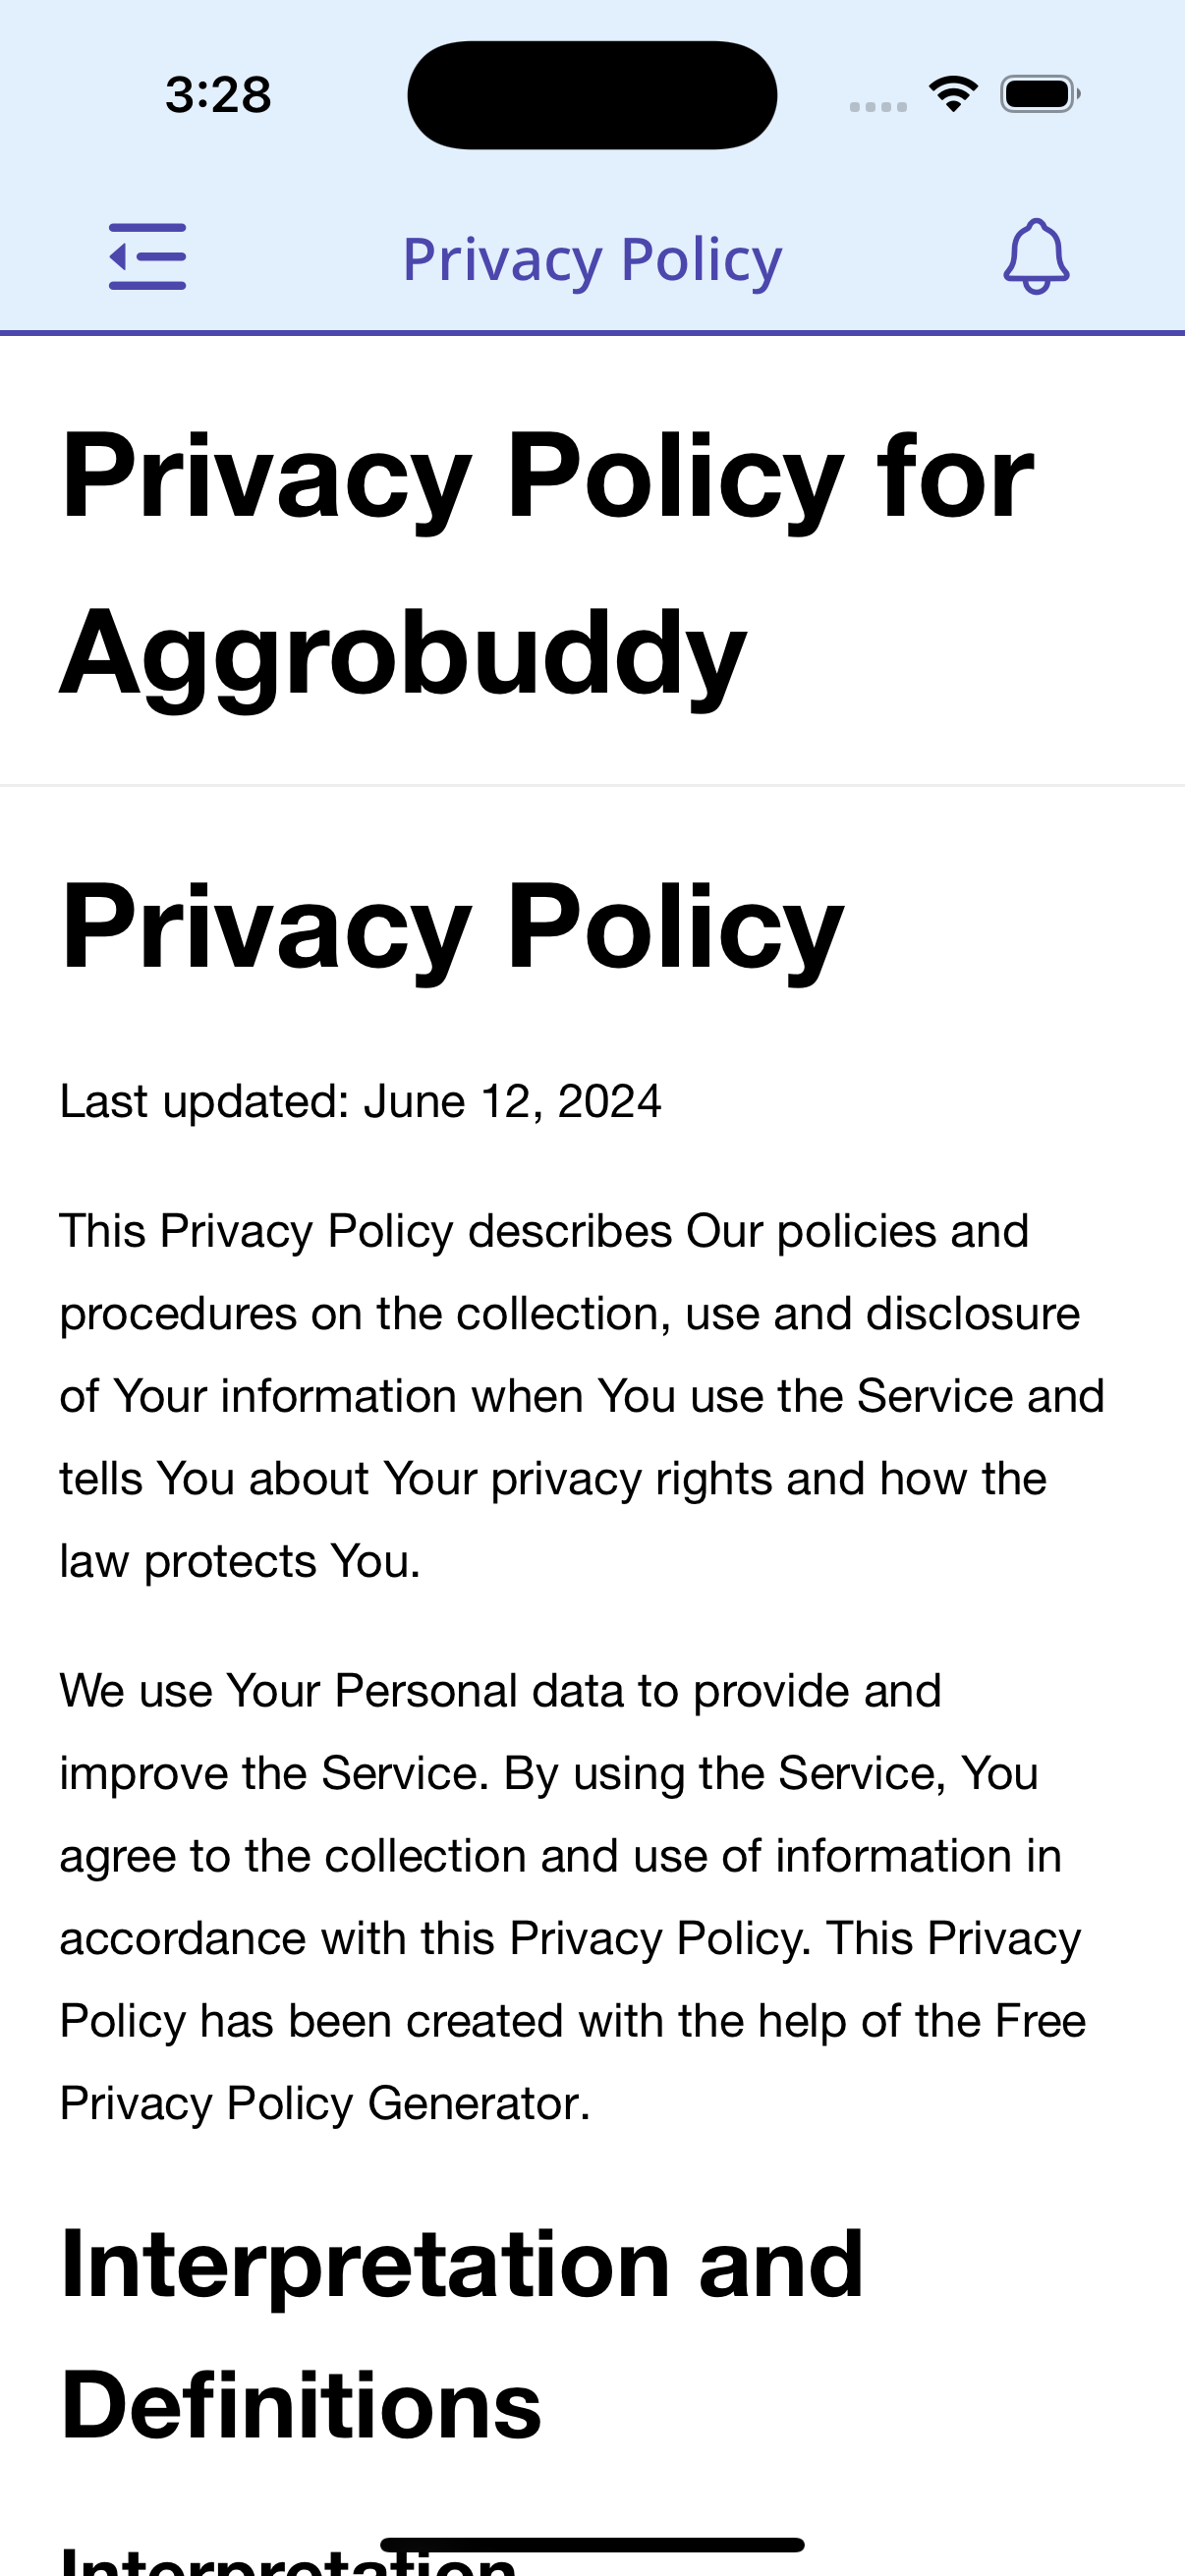 3:28
Privacy Policy
Privacy Policy for
Aggrobuddy
Privacy Policy
Last updated: June 12, 2024
This Privacy Policy describes Our policies and
procedures on the collection, use and disclosure
of Your information when You use the Service and
tells You about Your privacy rights and how the
law protects You.
We use Your Personal data to provide and
improve the Service. By using the Service, You
agree to the collection and use of information in
accordance with this Privacy Policy. This Privacy
Policy has been created with the help of the Free
Privacy Policy Generator.
Interpretation and
Definitions
Interpretation